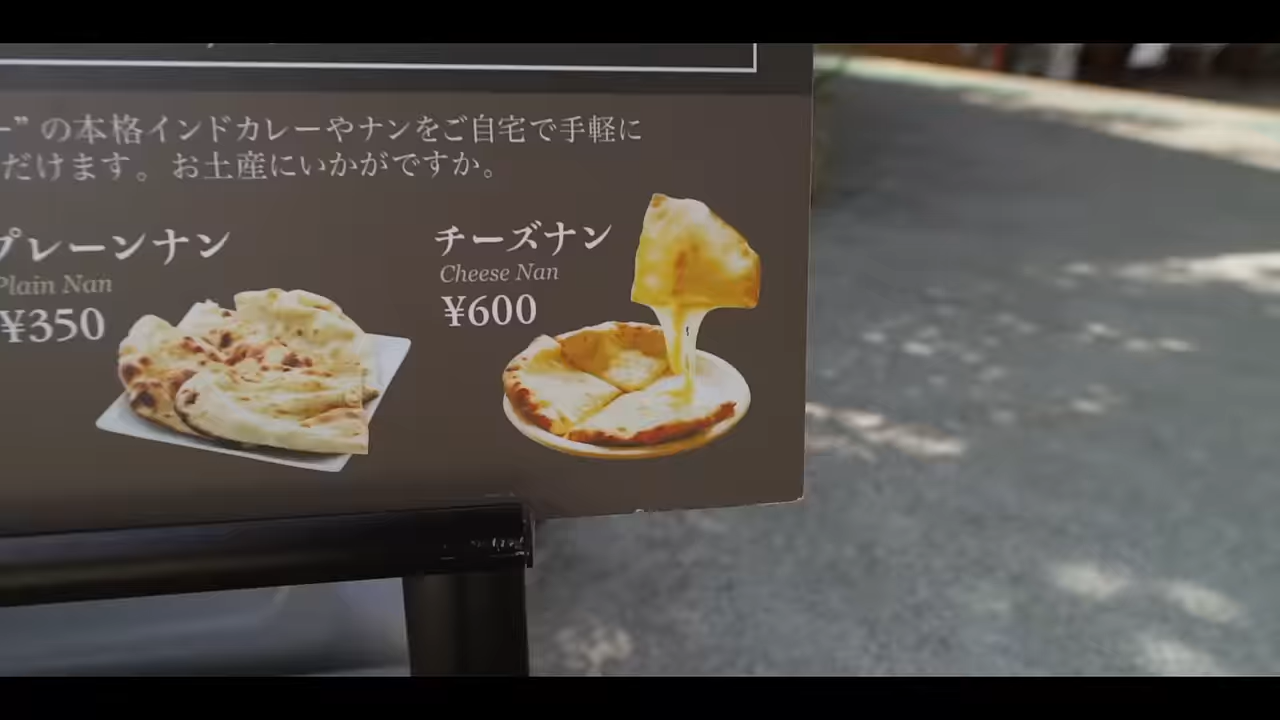 ー” の本格インドカレーやナンをご自宅で手軽に
だけます。お土産にいかがですか。
プレーンナン
Plain Nan
¥350
チーズナン
Cheese Nan
¥600